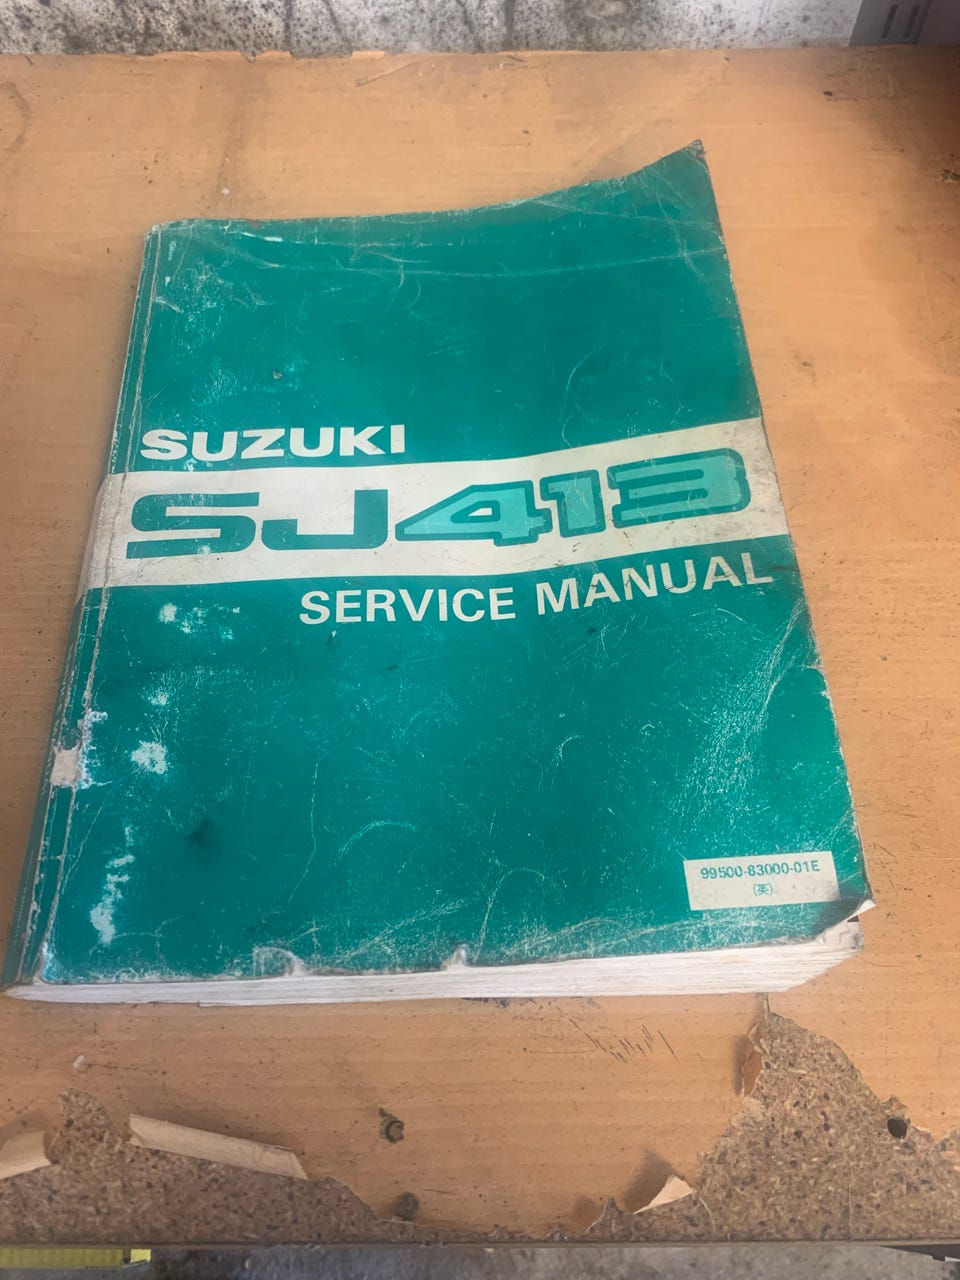 SUZUKI
SJ413
SERVICE MANUAL
99500-83000-01E
(英)